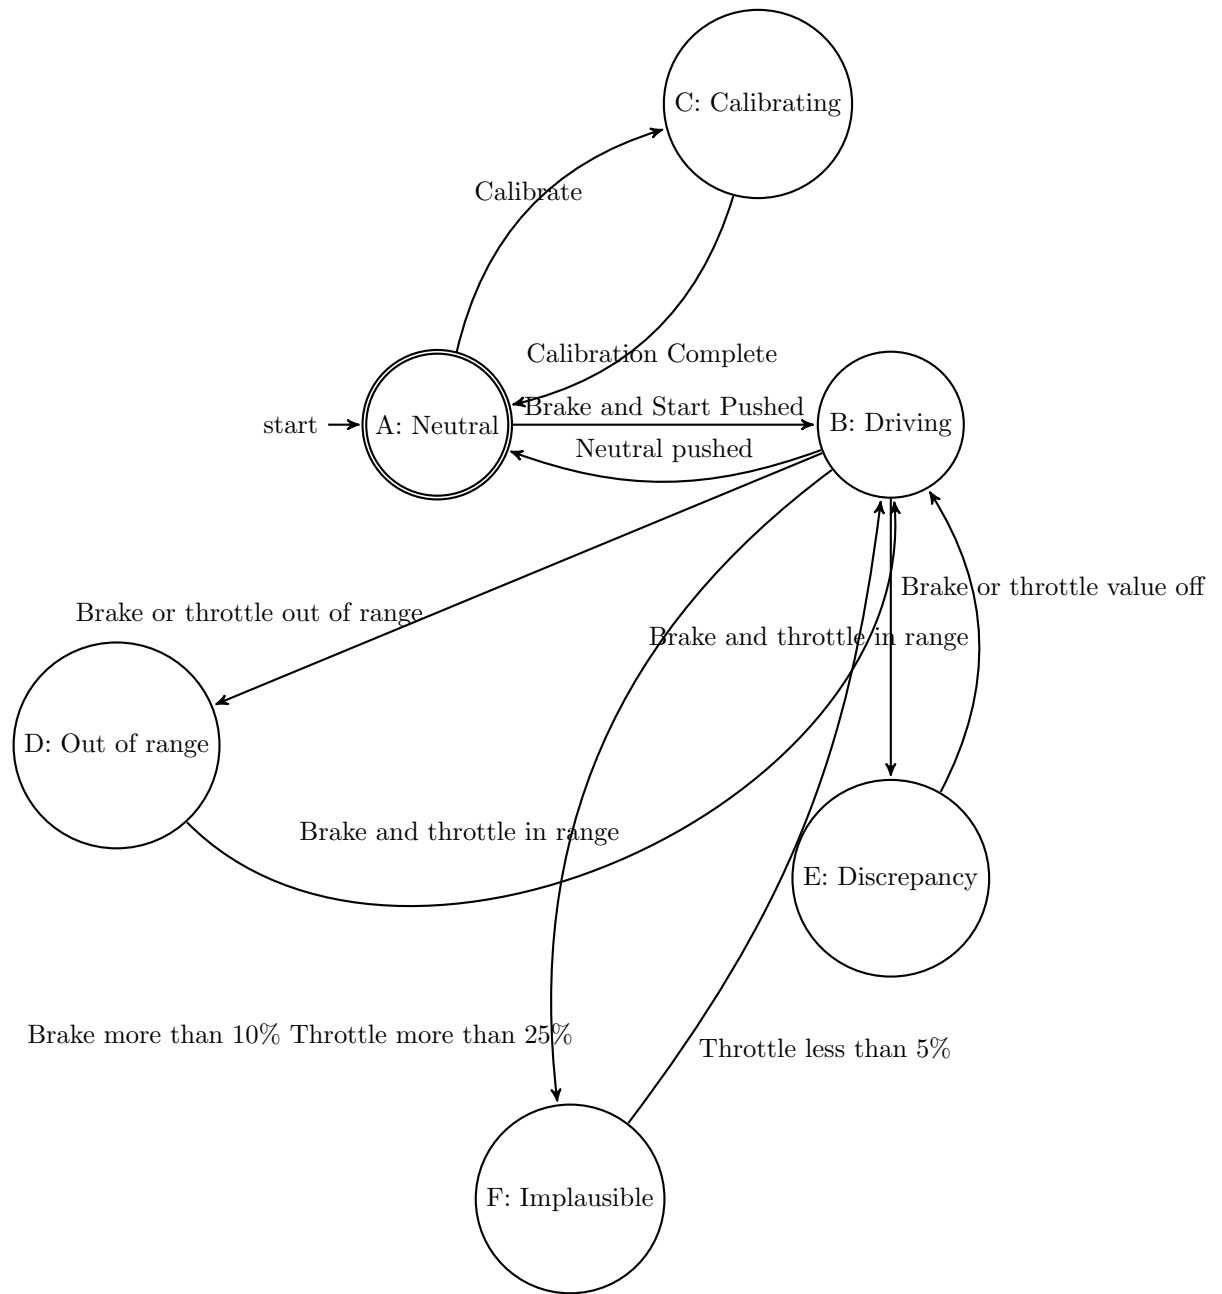 C: Calibrating
Calibrate
Calibration Complete
Brake and Start Pushed
start
A: Neutral
B: Driving
Neutral pushed
Brake or throttle value off
Brake or throttle out of range
Brake and throttle in range
D: Out of range
Brake and throttle in range
E: Discrepancy
Brake more than 10% Throttle more than 25%
Throttle less than 5%
F: Implausible